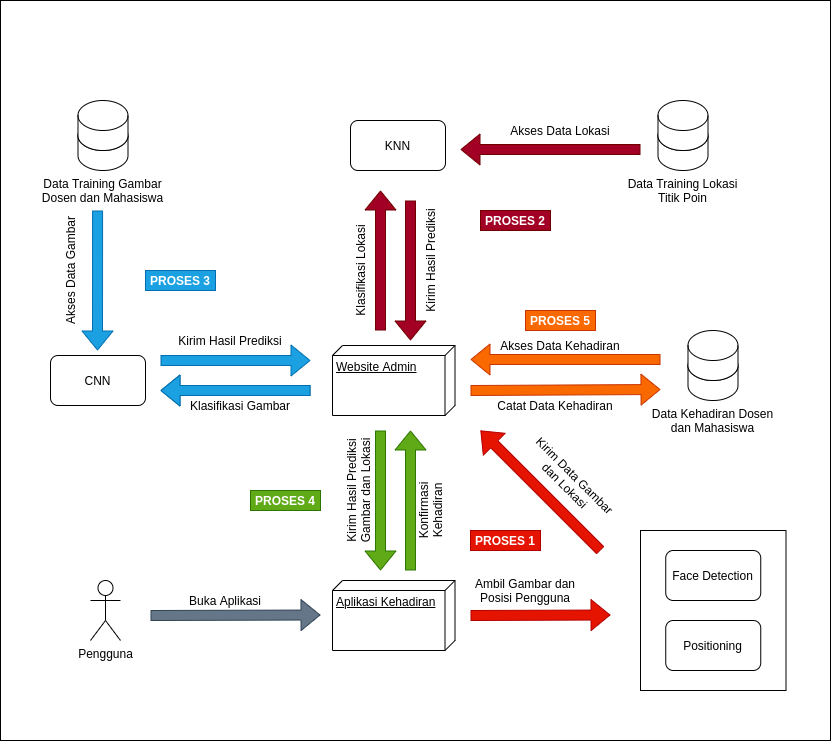 KNN
Akses Data Lokasi
Data Training Gambar
Dosen dan Mahasiswa
Data Training Lokasi
Titik Poin
Akses Data Gambar
PROSES 3
Klasifikasi Lokasi
Kirim Hasil Prediksi
PROSES 2
Kirim Hasil Prediksi
CNN
Klasifikasi Gambar
Website Admin
PROSES 5
Akses Data Kehadiran
Catat Data Kehadiran
Data Kehadiran Dosen
dan Mahasiswa
PROSES 4
Kirim Hasil Prediksi
Gambar dan Lokasi
Konfirmasi
Kehadiran
Kirim Data Gambar
dan Lokasi
PROSES 1
Pengguna
Buka Aplikasi
Aplikasi Kehadiran
Ambil Gambar dan
Posisi Pengguna
Face Detection
Positioning